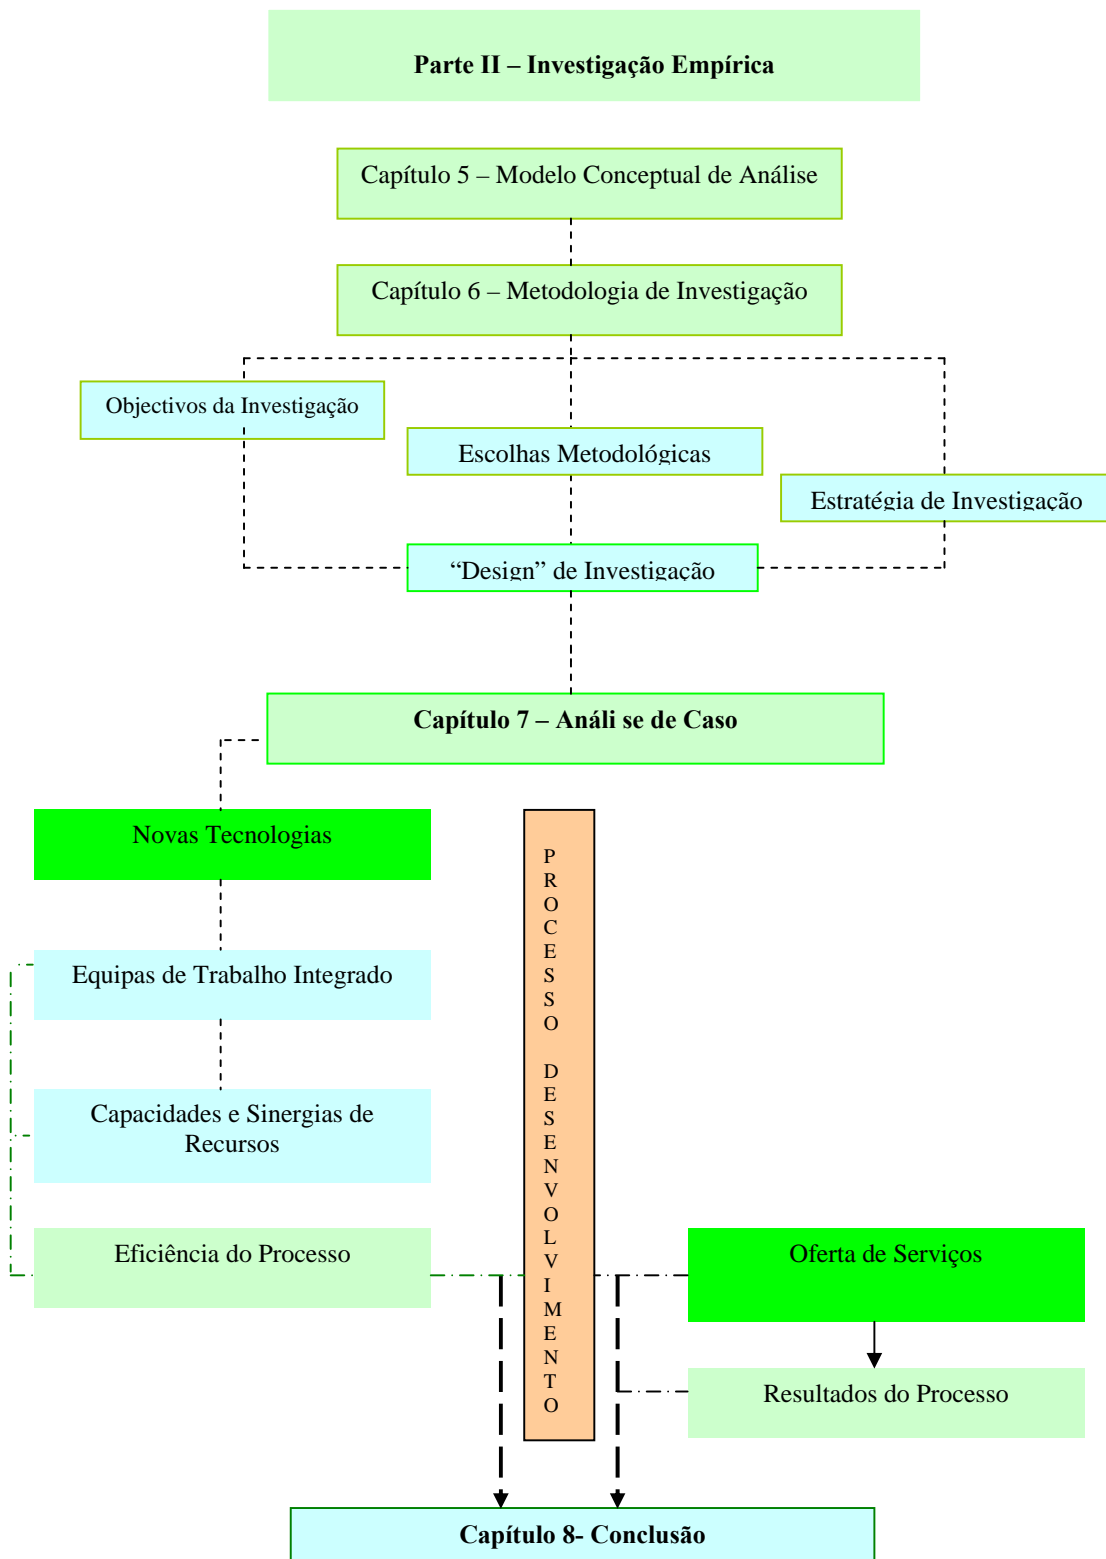 Parte II – Investigação Empírica
Capítulo 5 – Modelo Conceptual de Análise
Capítulo 6 – Metodologia de Investigação
Objectivos da Investigação
Escolhas Metodológicas
Estratégia de Investigação
“Design” de Investigação
Capítulo 7 – Análi se de Caso
Novas Tecnologias
Equipas de Trabalho Integrado
Capacidades e Sinergias de
Recursos
Eficiência do Processo
P
R
O
C
E
S
S
O
D
E
S
E
N
V
O
L
V
I
M
E
N
T
O
Oferta de Serviços
Resultados do Processo
Capítulo 8- Conclusão